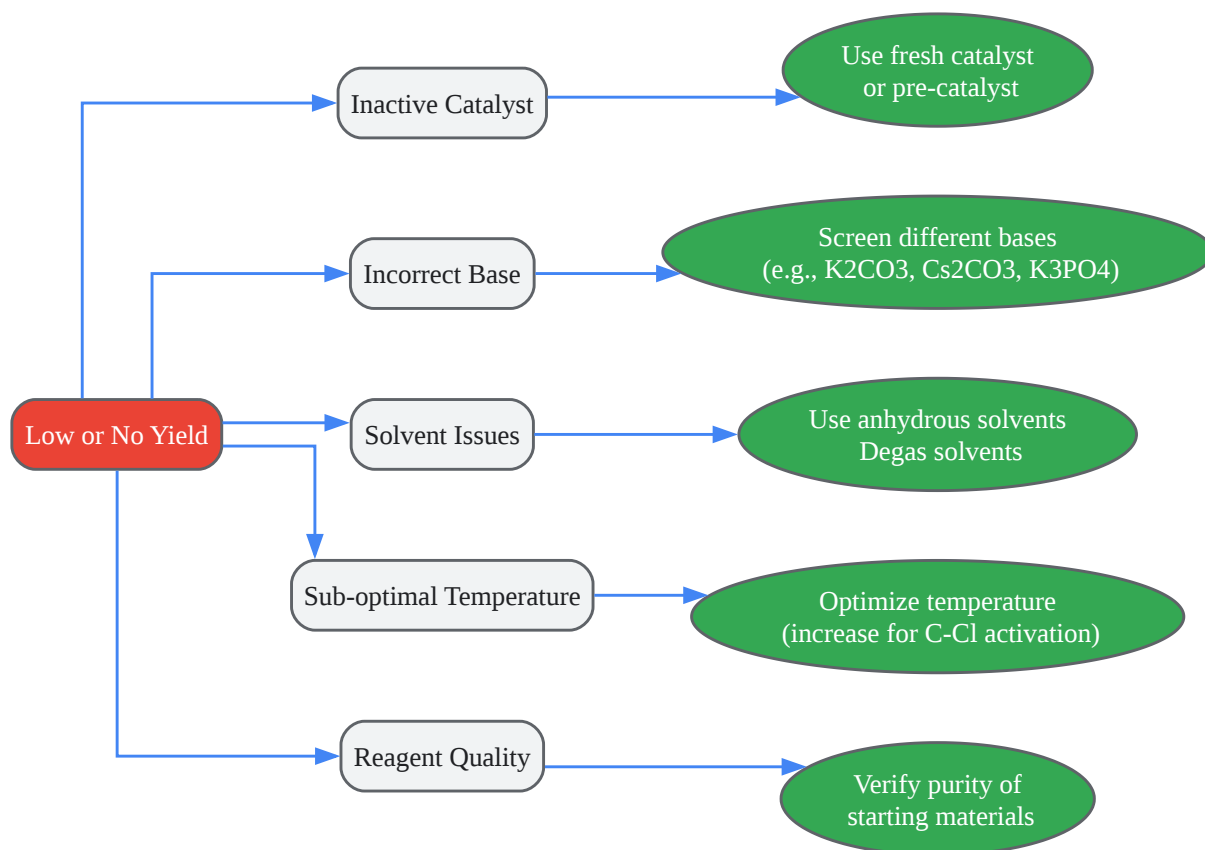 Low or No Yield
Inactive Catalyst
Use fresh catalyst
or pre-catalyst
Incorrect Base
Screen different bases
(e.g., K2CO3, Cs2CO3, K3PO4)
Solvent Issues
Use anhydrous solvents
Degas solvents
Sub-optimal Temperature
Optimize temperature
(increase for C-Cl activation)
Reagent Quality
Verify purity of
starting materials